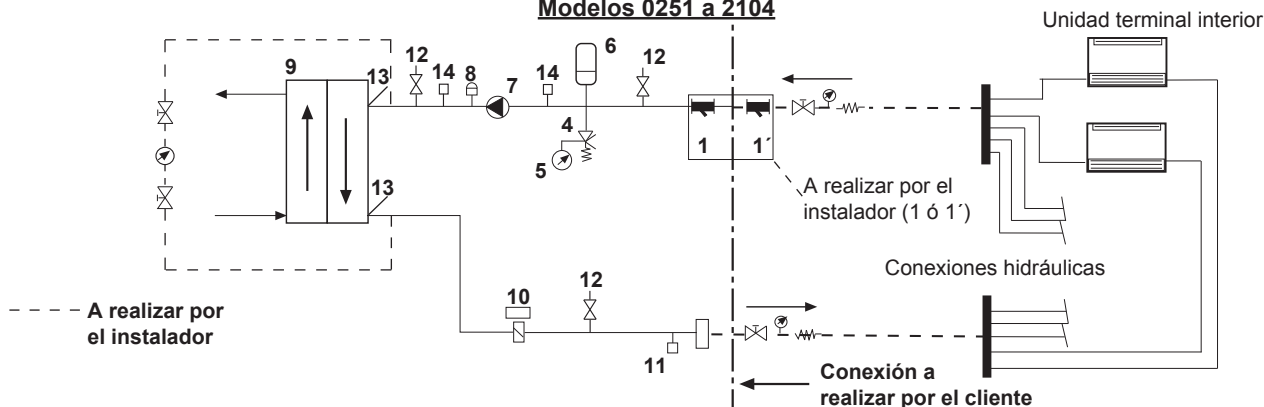 Modelos 0251 a 2104
Unidad terminal interior
12
6
12
9
13
14
8
7
14
4
5
1
1´
A realizar por el
instalador (1 ó 1´)
13
Conexiones hidráulicas
10
12
11
- - - - - A realizar por
el instalador
Conexión a
realizar por el cliente